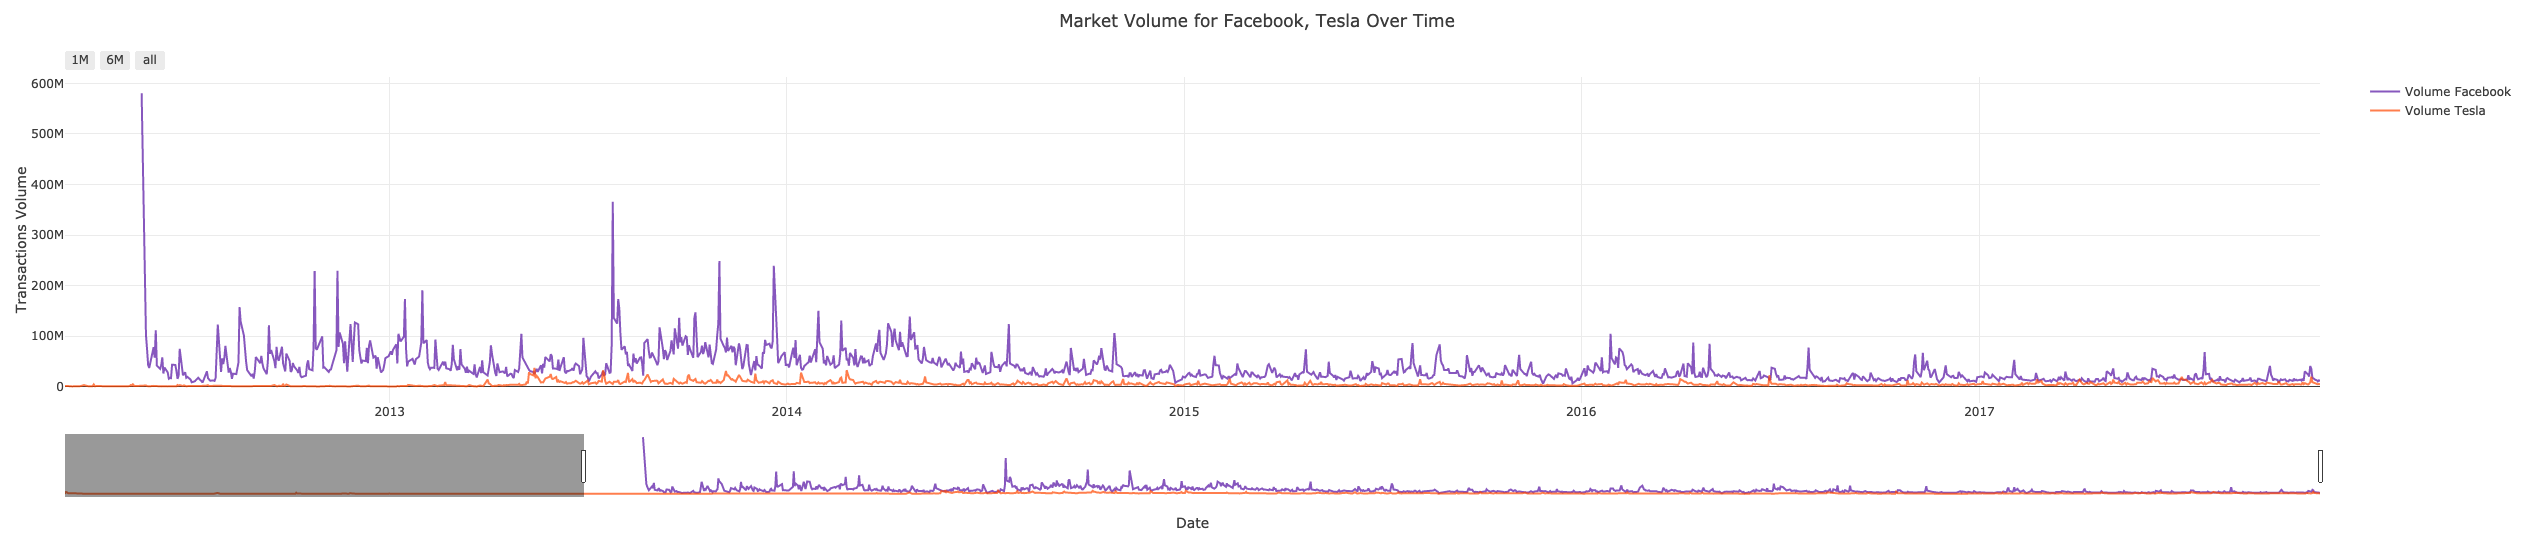 Market Volume for Facebook, Tesla Over Time
1M 6M all
600M
500M
400M
300M
200M
100M
0
Transactions Volume
Volume Facebook
Volume Tesla
2013 2014 2015 2016 2017
Date